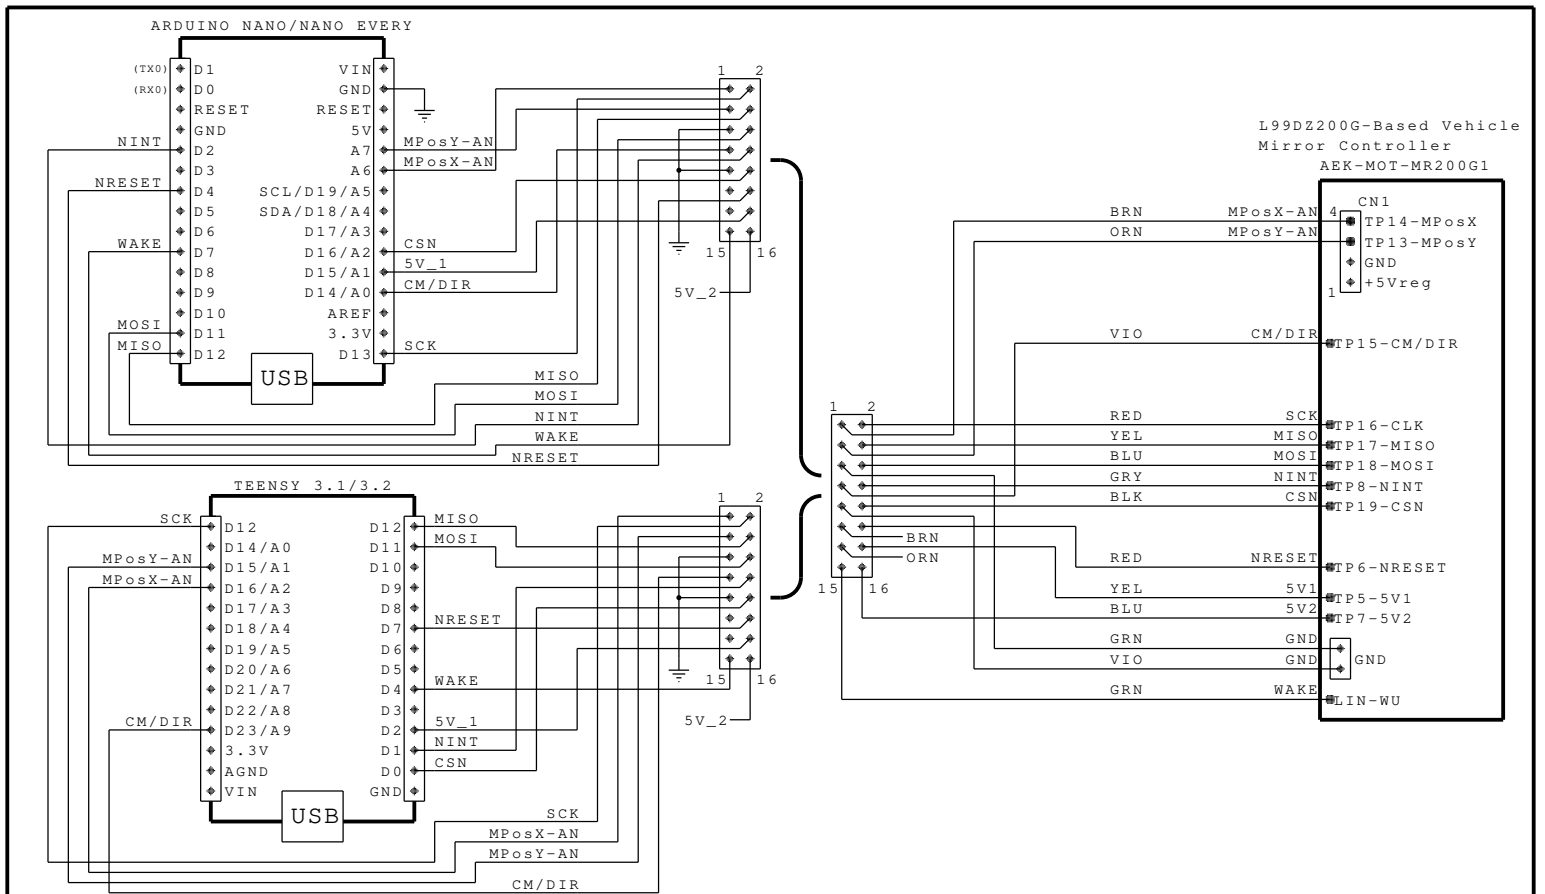 ARDUINO NANO/NANO EVERY
(TX0) D1 VIN
(RX0) D0 GND
RESET RESET
GND 5V
NINT D2 A7 MPosY-AN
D3 A6 MPosX-AN
NRESET D4 SCL/D19/A5
D5 SDA/D18/A4
D6 D17/A3
WAKE D7 D16/A2 CSN
D8 D15/A1 5V_1
D9 D14/A0 CM/DIR
D10 AREF
MOSI D11 3.3V
MISO D12 D13 SCK
USB
MISO
MOSI
NINT
WAKE
NRESET
1 2
15 16
5V_2
TEENSY 3.1/3.2
SCK D12 D12 MISO
D14/A0 D11 MOSI
MPosY-AN D15/A1 D10
MPosX-AN D16/A2 D9
D17/A3 D8
D18/A4 D7 NRESET
D19/A5 D6
D20/A6 D5
D21/A7 D4 WAKE
D22/A8 D3
CM/DIR D23/A9 D2 5V_1
3.3V D1 NINT
AGND D0 CSN
VIN GND
USB
SCK
MPosX-AN
MPosY-AN
CM/DIR
1 2
15 16
5V_2
1 2
15 16
BRN
ORN
L99DZ200G-Based Vehicle
Mirror Controller
AEK-MOT-MR200G1
CN1
BRN MPosX-AN 4 TP14-MPosX
ORN MPosY-AN TP13-MPosY
GND
1 +5Vreg
VIO CM/DIR TP15-CM/DIR
RED SCK TP16-CLK
YEL MISO TP17-MISO
BLU MOSI TP18-MOSI
GRY NINT TP8-NINT
BLK CSN TP19-CSN
RED NRESET TP6-NRESET
YEL 5V1 TP5-5V1
BLU 5V2 TP7-5V2
GRN GND
VIO GND GND
GRN WAKE LIN-WU